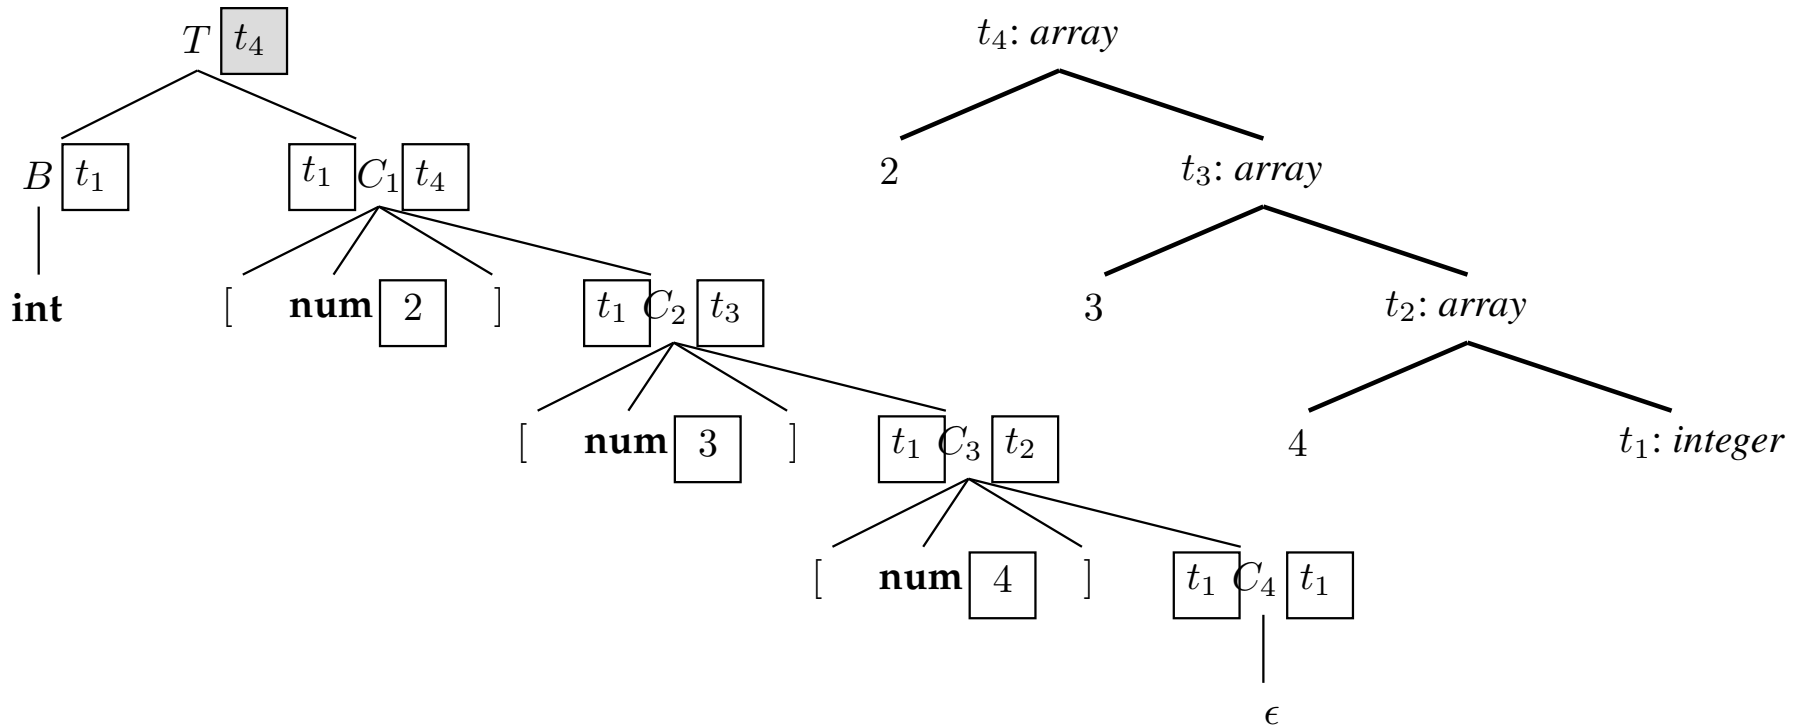 T t₄ t₄: array
B t₁ t₁ C₁ t₄ 2 t₃: array
int [ num 2 ] t₁ C₂ t₃ 3 t₂: array
[ num 3 ] t₁ C₃ t₂ 4 t₁: integer
[ num 4 ] t₁ C₄ t₁
ϵ